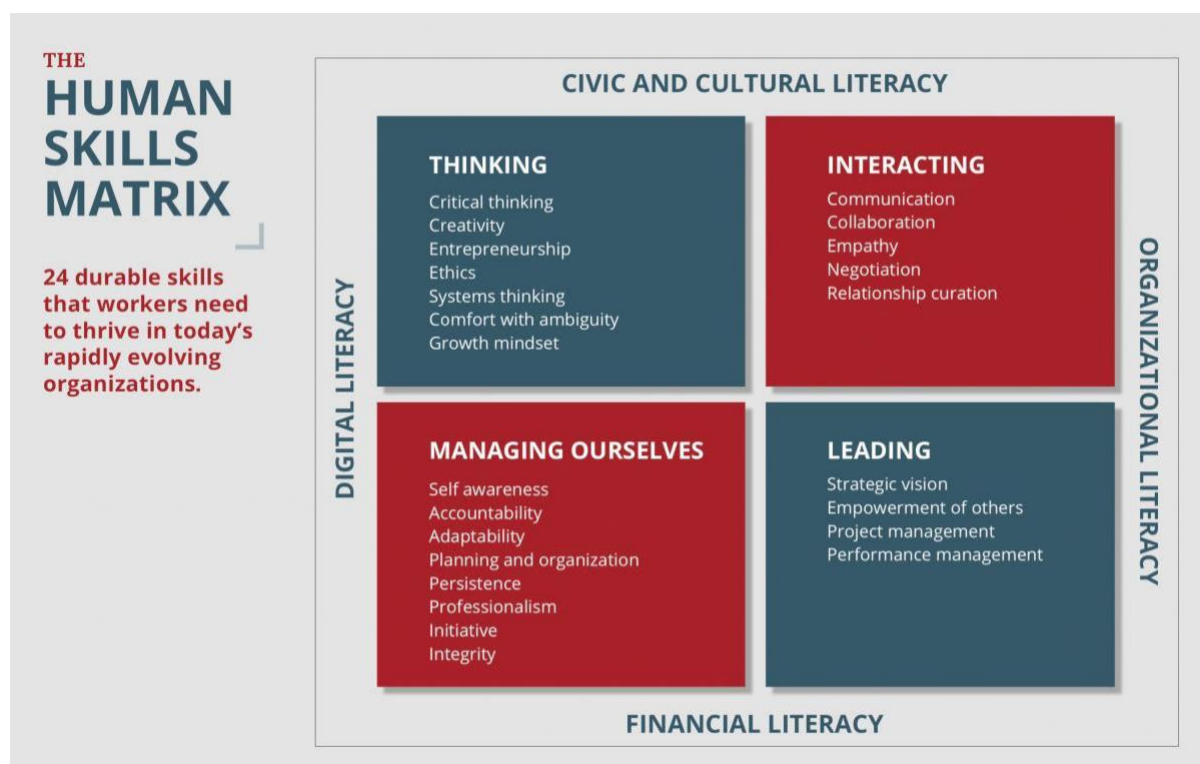 THE
HUMAN
SKILLS
MATRIX
24 durable skills
that workers need
to thrive in today's
rapidly evolving
organizations.
CIVIC AND CULTURAL LITERACY
DIGITAL LITERACY
THINKING
Critical thinking
Creativity
Entrepreneurship
Ethics
Systems thinking
Comfort with ambiguity
Growth mindset
INTERACTING
Communication
Collaboration
Empathy
Negotiation
Relationship curation
MANAGING OURSELVES
Self awareness
Accountability
Adaptability
Planning and organization
Persistence
Professionalism
Initiative
Integrity
LEADING
Strategic vision
Empowerment of others
Project management
Performance management
ORGANIZATIONAL LITERACY
FINANCIAL LITERACY